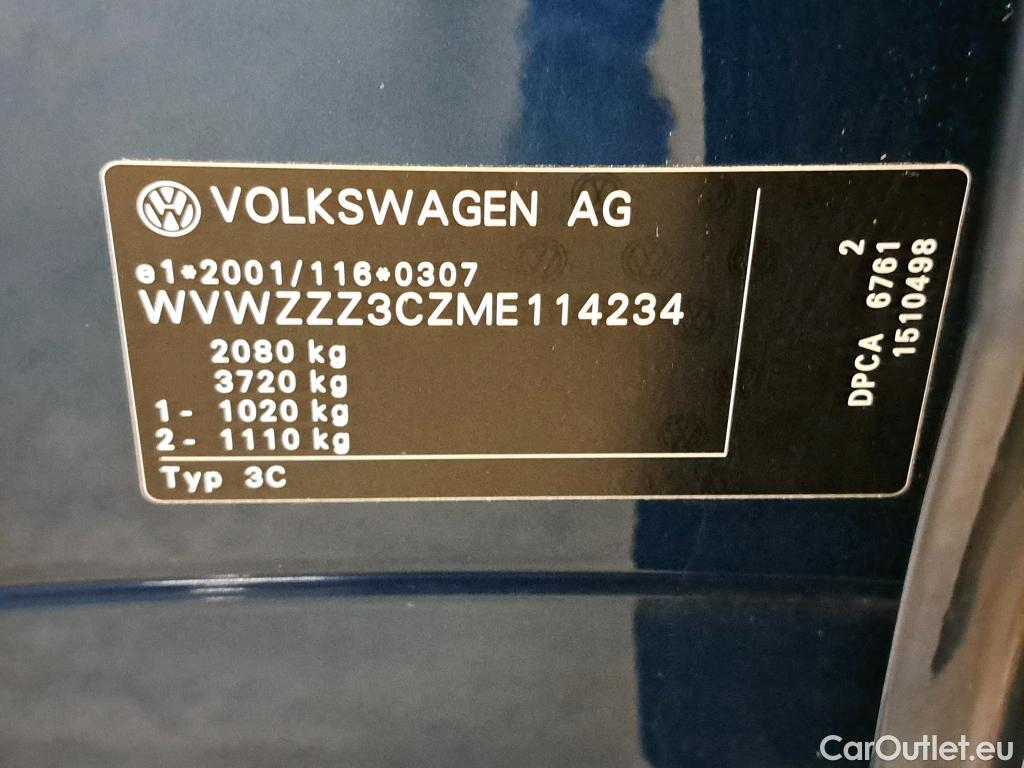 VOLKSWAGEN AG
e1*2001/116*0307
WVWZZZ3CZME114234
2080 kg
3720 kg
1- 1020 kg
2- 1110 kg
Typ 3C
2
DPCA 6761
1510498
CarOutlet.eu